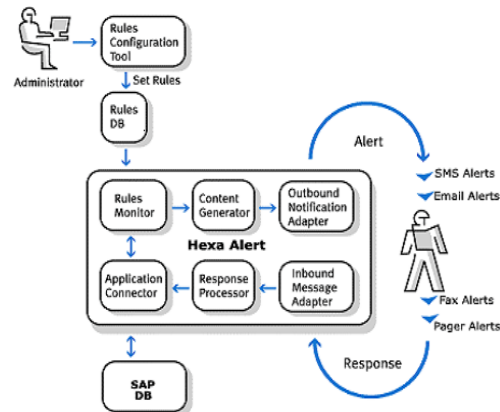 Rules
Configuration
Tool
Administrator
Set Rules
Rules
DB
Alert
SMS Alerts
Email Alerts
Rules
Monitor
Content
Generator
Outbound
Notification
Adapter
Hexa Alert
Application
Connector
Response
Processor
Inbound
Message
Adapter
Fax Alerts
Pager Alerts
Response
SAP
DB